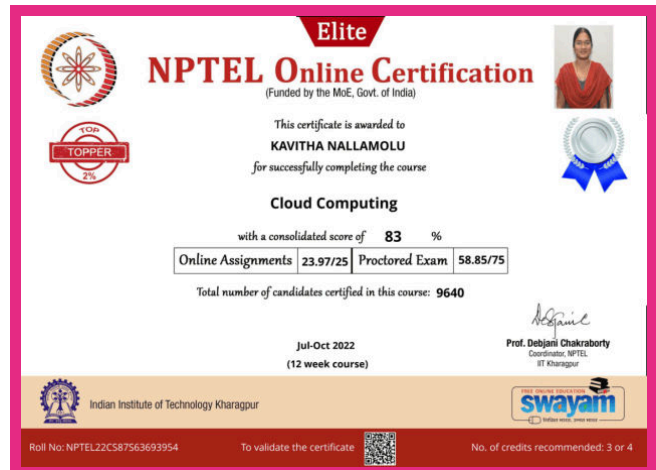 Elite
NPTEL Online Certification
(Funded by the MoE, Govt. of India)
This certificate is awarded to
KAVITHA NALLAMOLU
for successfully completing the course
TOP
TOPPER
2%
Cloud Computing
with a consolidated score of 83 %
Online Assignments 23.97/25 Proctored Exam 58.85/75
Total number of candidates certified in this course: 9640
Jul-Oct 2022
(12 week course)
Prof. Debjani Chakraborty
Coordinator, NPTEL
IIT Kharagpur
Indian Institute of Technology Kharagpur
FREE ONLINE EDUCATION
swayam
Roll No: NPTEL22CS87S63693954
To validate the certificate
No. of credits recommended: 3 or 4